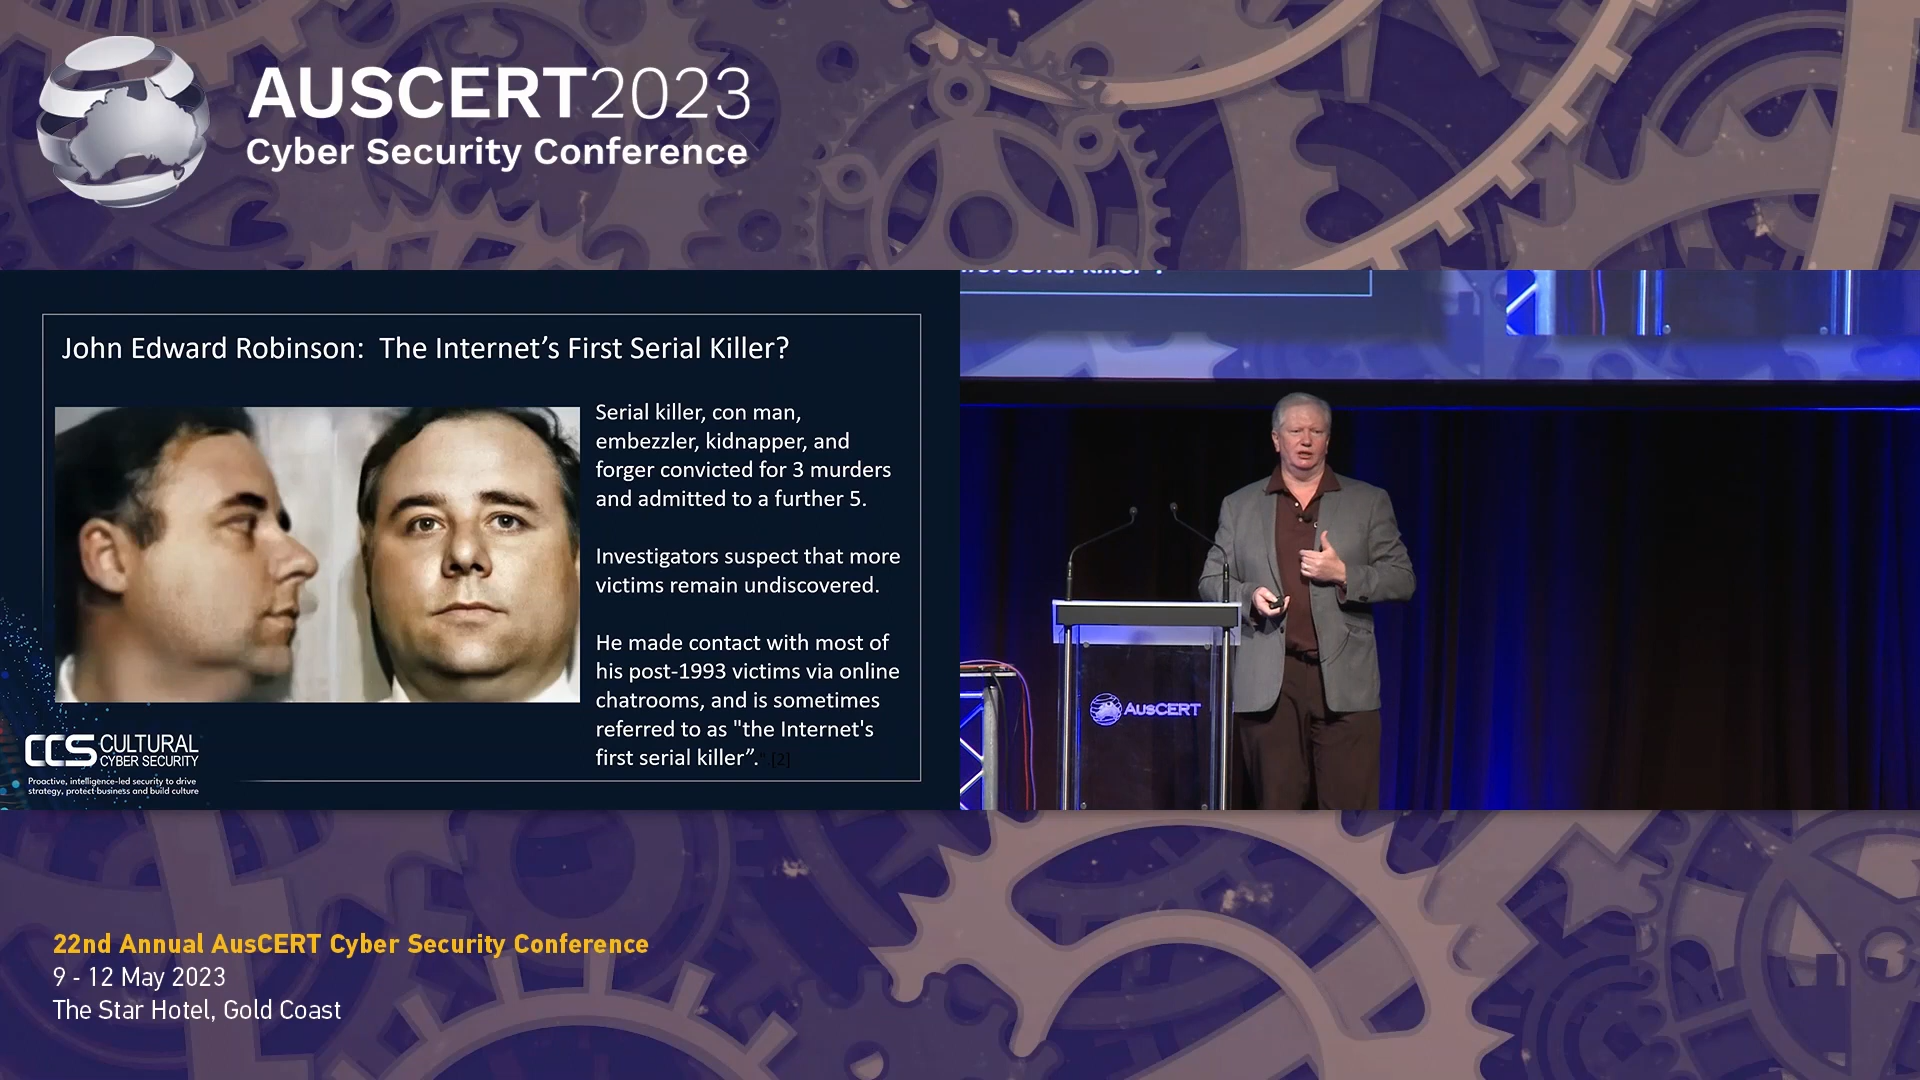 AUSCERT2023
Cyber Security Conference
John Edward Robinson: The Internet's First Serial Killer?
Serial killer, con man,
embezzler, kidnapper, and
forger convicted for 3 murders
and admitted to a further 5.
Investigators suspect that more
victims remain undiscovered.
He made contact with most of
his post-1993 victims via online
chatrooms, and is sometimes
referred to as "the Internet's
first serial killer”." [2]
CCS CULTURAL
CYBER SECURITY
Proactive, intelligence-led security to drive
strategy, protect business and build culture
AUSCERT
22nd Annual AusCERT Cyber Security Conference
9 - 12 May 2023
The Star Hotel, Gold Coast